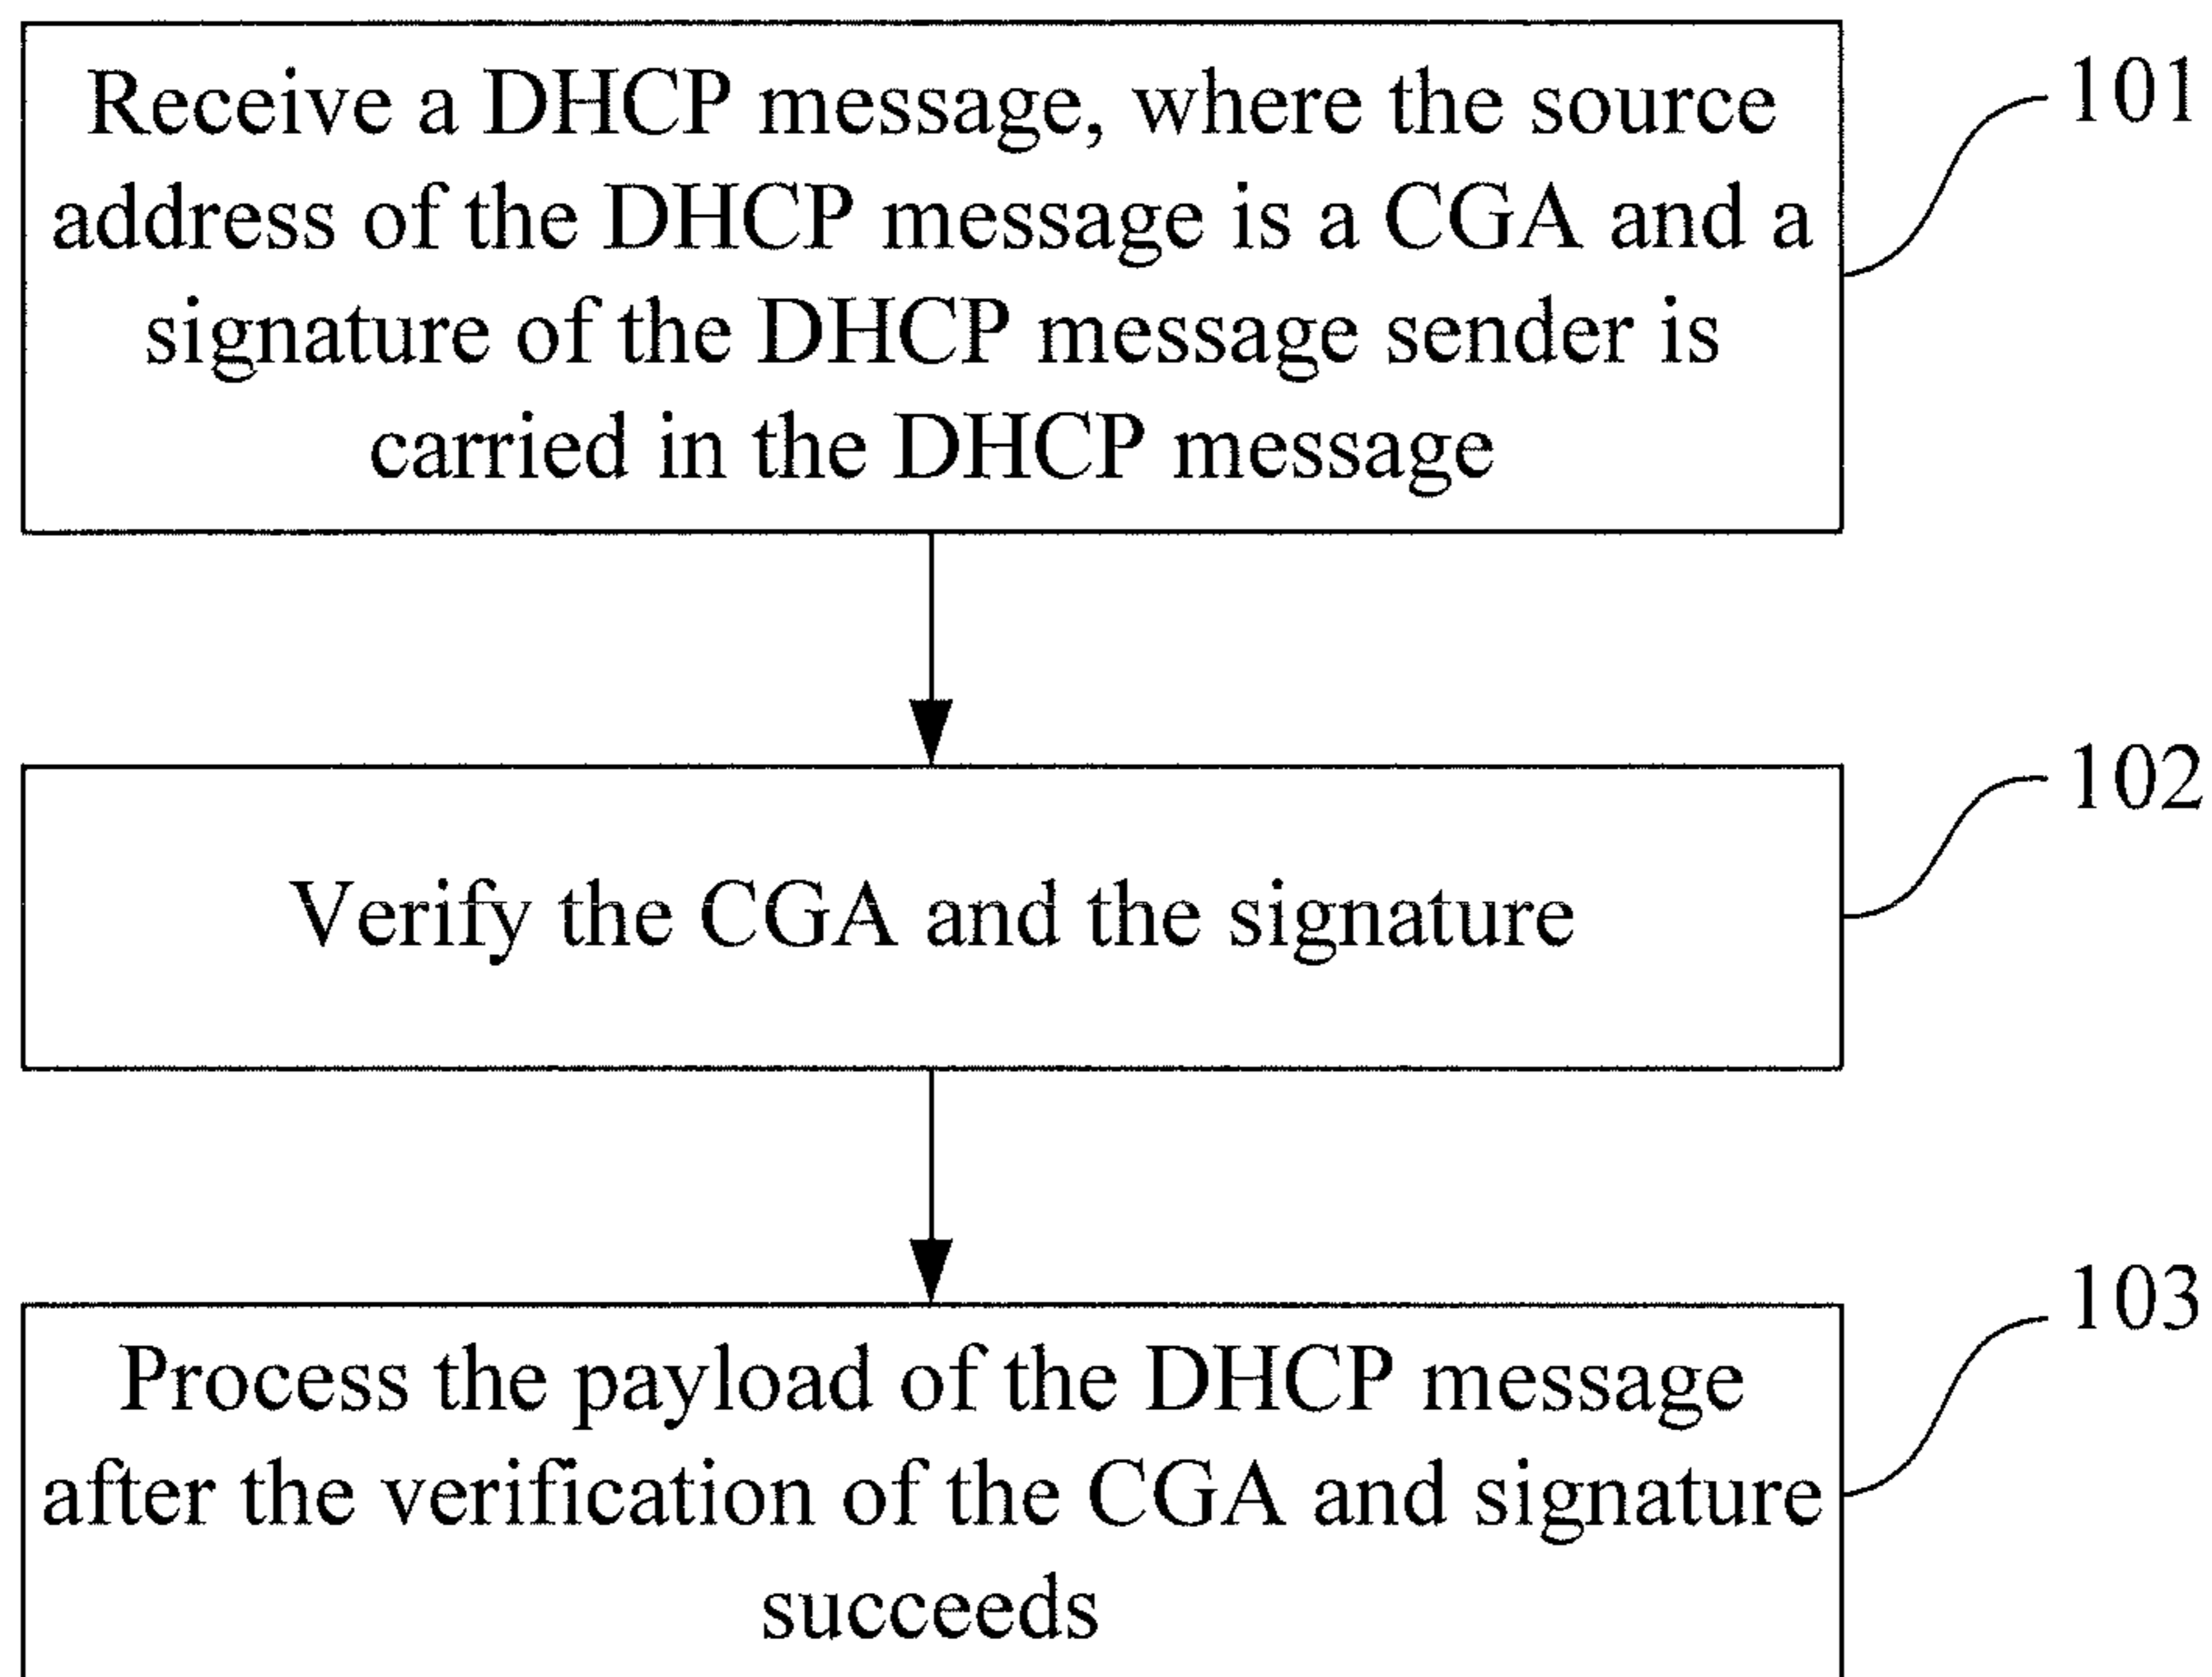 Receive a DHCP message, where the source
address of the DHCP message is a CGA and a
signature of the DHCP message sender is
carried in the DHCP message
101
Verify the CGA and the signature
102
Process the payload of the DHCP message
after the verification of the CGA and signature
succeeds
103